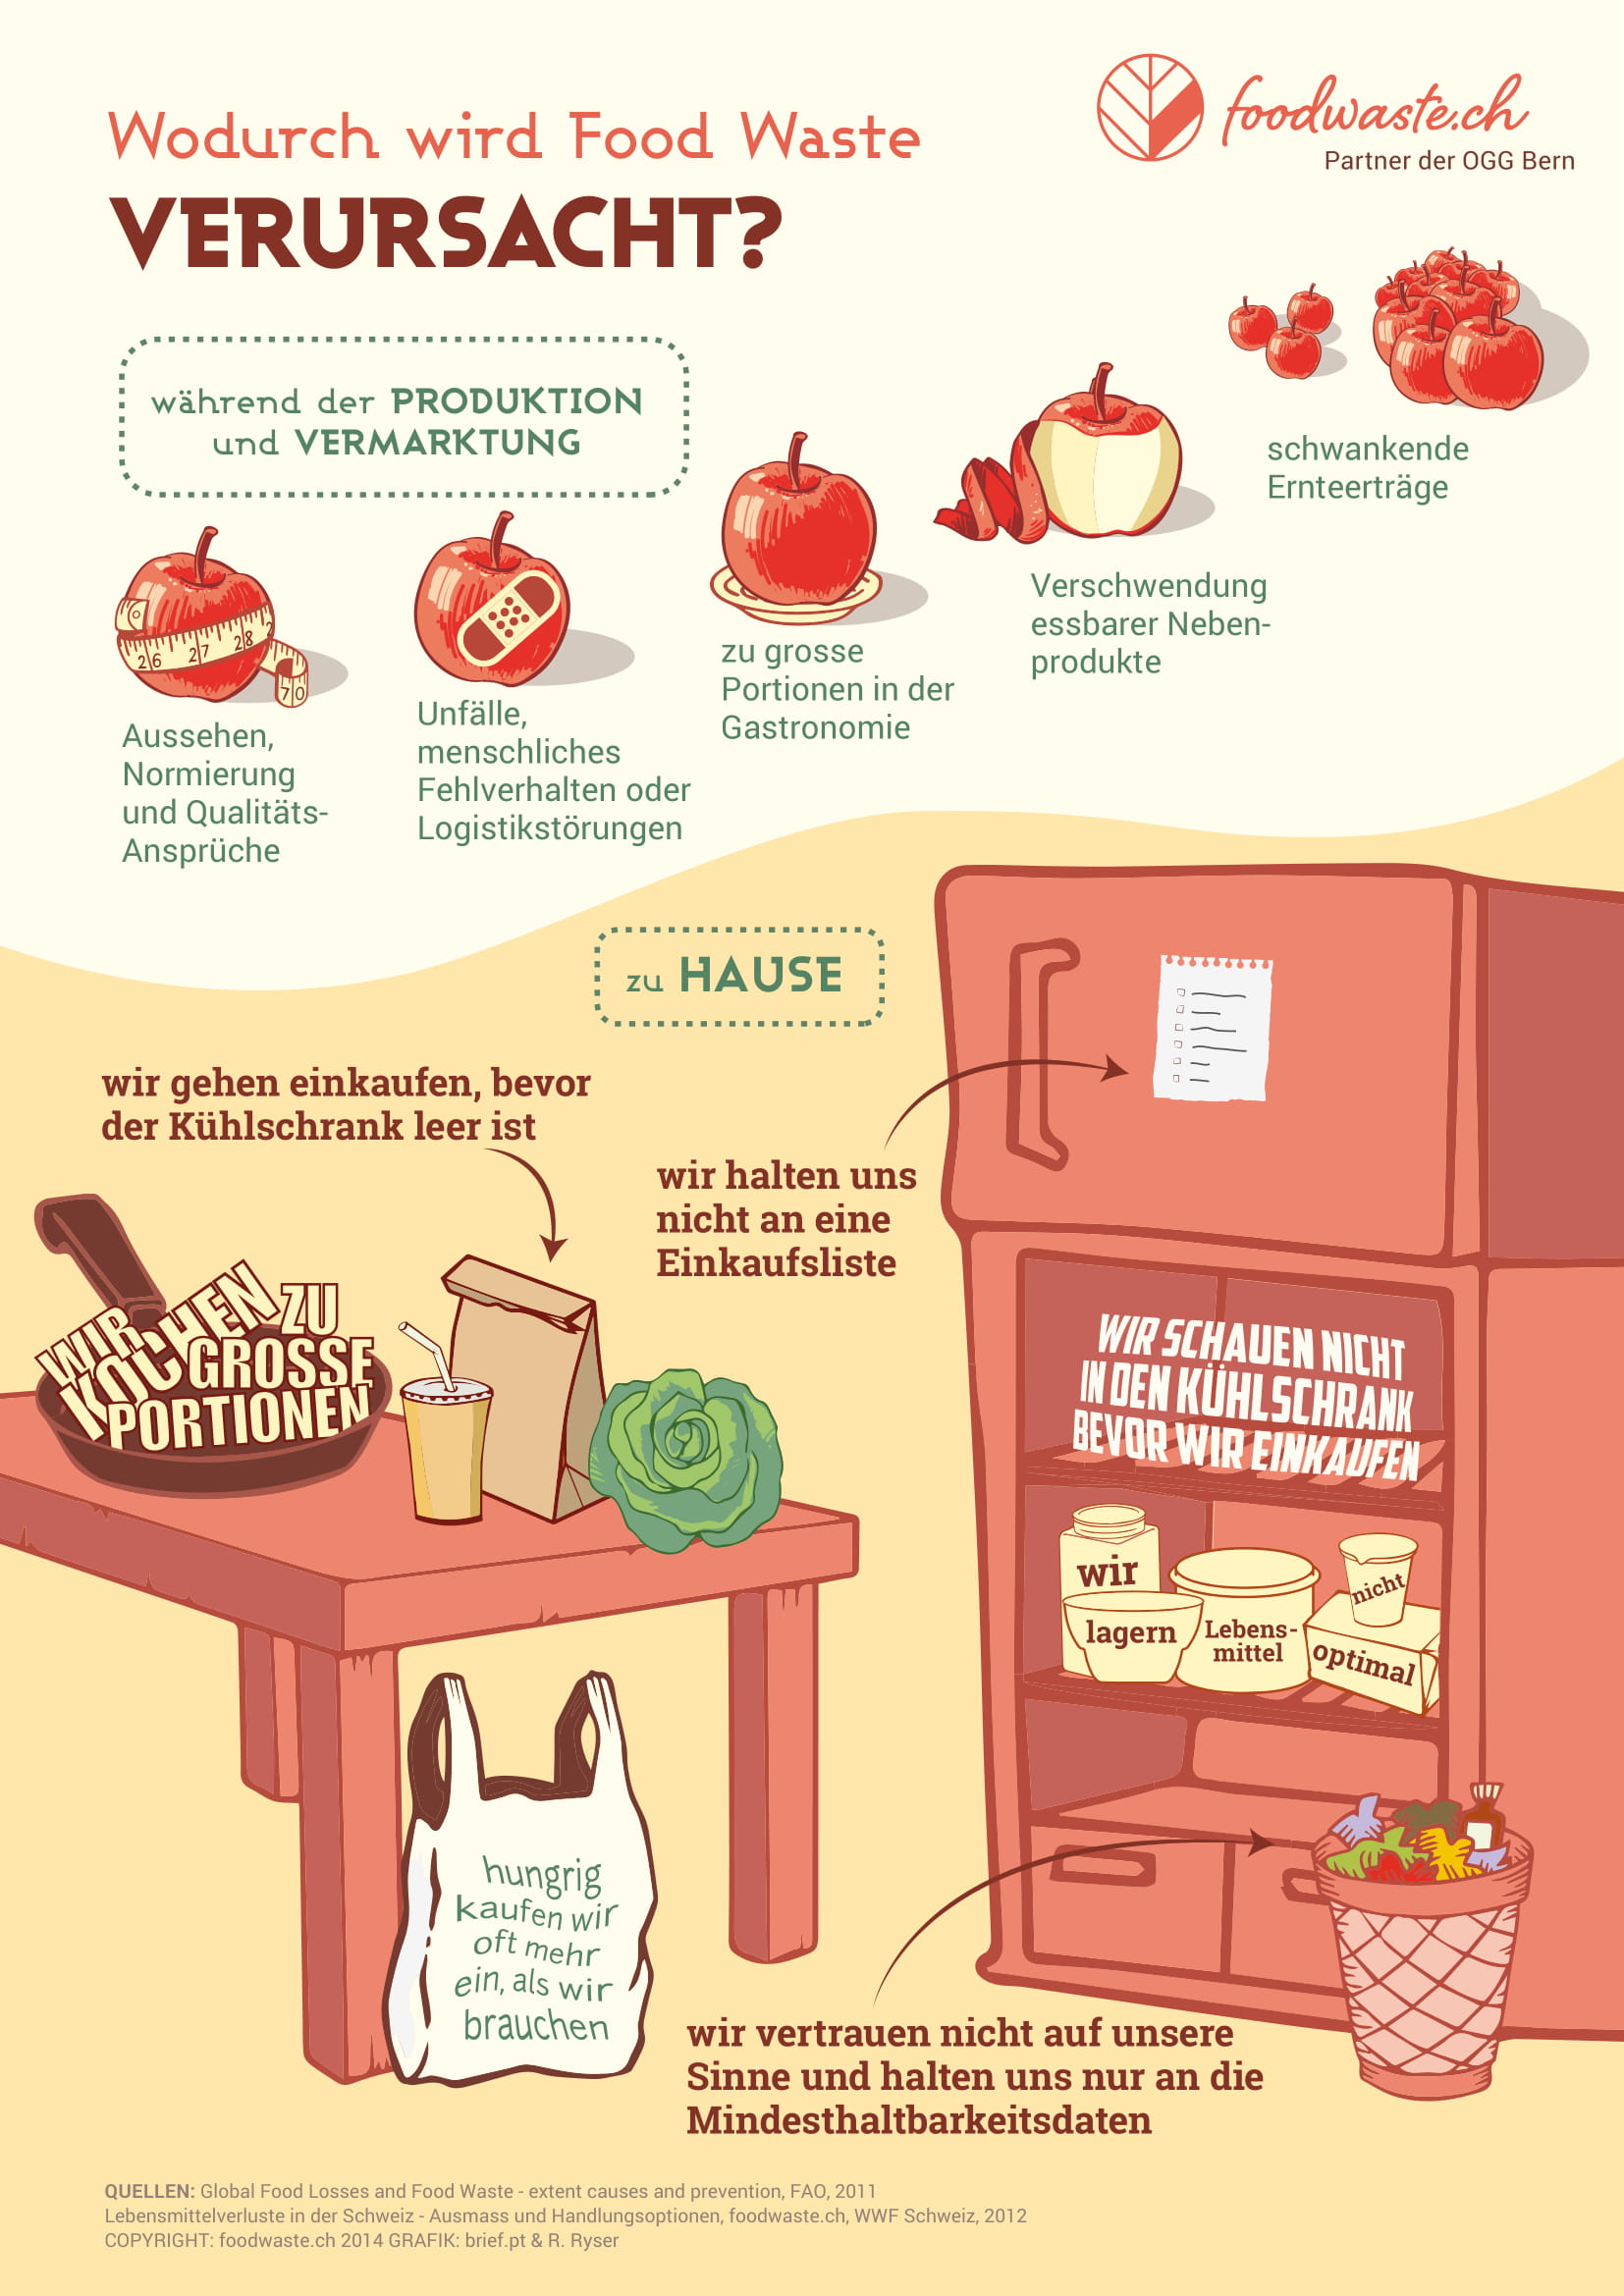 Wodurch wird Food Waste
VERURSACHT?
foodwaste.ch
Partner der OGG Bern
während der PRODUKTION
und VERMARKTUNG
0
26 27 28 2
70
Aussehen,
Normierung
und Qualitäts-
Ansprüche
Unfälle,
menschliches
Fehlverhalten oder
Logistikstörungen
zu grosse
Portionen in der
Gastronomie
Verschwendung
essbarer Neben-
produkte
schwankende
Ernteerträge
zu HAUSE
wir gehen einkaufen, bevor
der Kühlschrank leer ist
wir halten uns
nicht an eine
Einkaufsliste
WIR
KOCHEN ZU
GROSSE
PORTIONEN
WIR SCHAUEN NICHT
IN DEN KÜHLSCHRANK
BEVOR WIR EINKAUFEN
wir
lagern
Lebens-
mittel
nicht
optimal
hungrig
kaufen wir
oft mehr
ein, als wir
brauchen
wir vertrauen nicht auf unsere
Sinne und halten uns nur an die
Mindesthaltbarkeitsdaten
QUELLEN: Global Food Losses and Food Waste - extent causes and prevention, FAO, 2011
Lebensmittelverluste in der Schweiz - Ausmass und Handlungsoptionen, foodwaste.ch, WWF Schweiz, 2012
COPYRIGHT: foodwaste.ch 2014 GRAFIK: brief.pt & R. Ryser